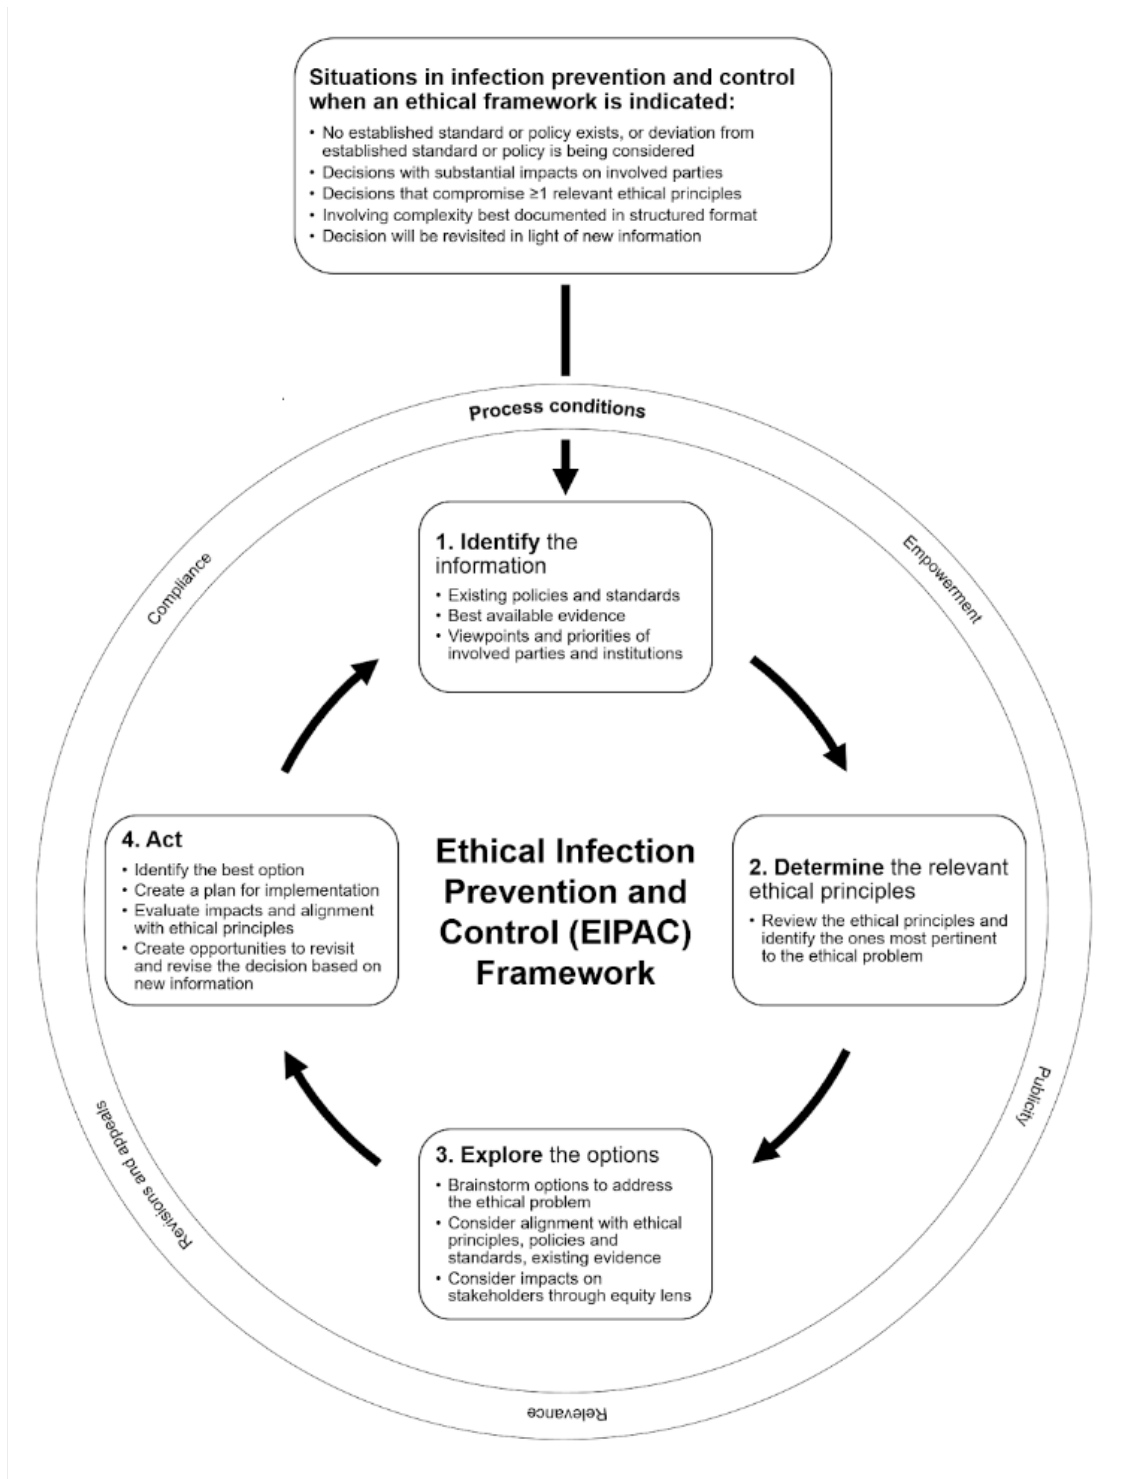 Situations in infection prevention and control
when an ethical framework is indicated:
• No established standard or policy exists, or deviation from
established standard or policy is being considered
• Decisions with substantial impacts on involved parties
• Decisions that compromise ≥1 relevant ethical principles
• Involving complexity best documented in structured format
• Decision will be revisited in light of new information
Process conditions
Compliance
Empowerment
1. Identify the
information
• Existing policies and standards
• Best available evidence
• Viewpoints and priorities of
involved parties and institutions
4. Act
• Identify the best option
• Create a plan for implementation
• Evaluate impacts and alignment
with ethical principles
• Create opportunities to revisit
and revise the decision based on
new information
Ethical Infection
Prevention and
Control (EIPAC)
Framework
2. Determine the relevant
ethical principles
• Review the ethical principles and
identify the ones most pertinent
to the ethical problem
Publicity
Revisions and appeals
3. Explore the options
• Brainstorm options to address
the ethical problem
• Consider alignment with ethical
principles, policies and
standards, existing evidence
• Consider impacts on
stakeholders through equity lens
Relevance